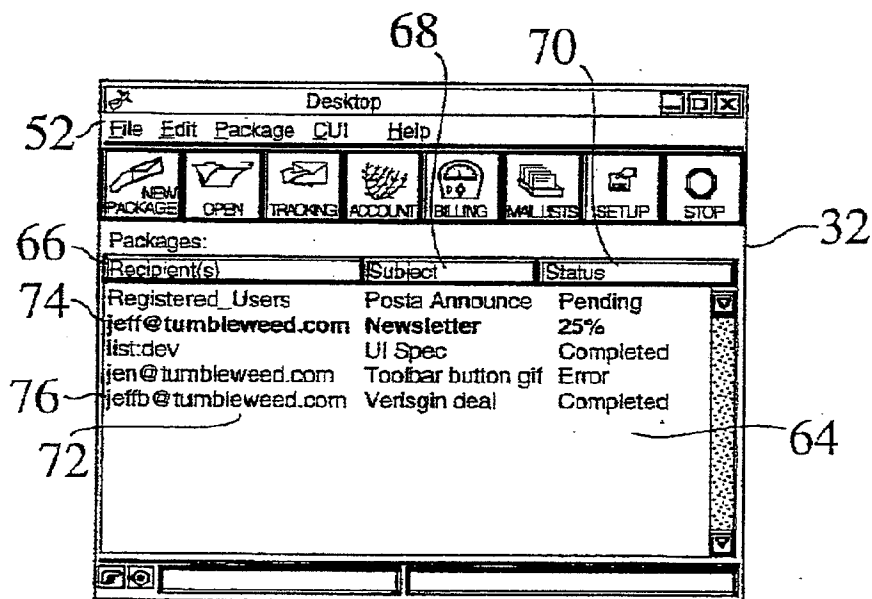 68 70
Desktop
52 File Edit Package CUI Help
NEW PACKAGE OPEN TRACKING ACCOUNT BILLING MAIL LISTS SETUP STOP
Packages:
32
66 Recipient(s) Subject Status
Registered_Users Posta Announce Pending
74 jeff@tumbleweed.com Newsletter 25%
list:dev UI Spec Completed
jen@tumbleweed.com Toolbar button gif Error
76 jeffb@tumbleweed.com Verisgin deal Completed
72 64